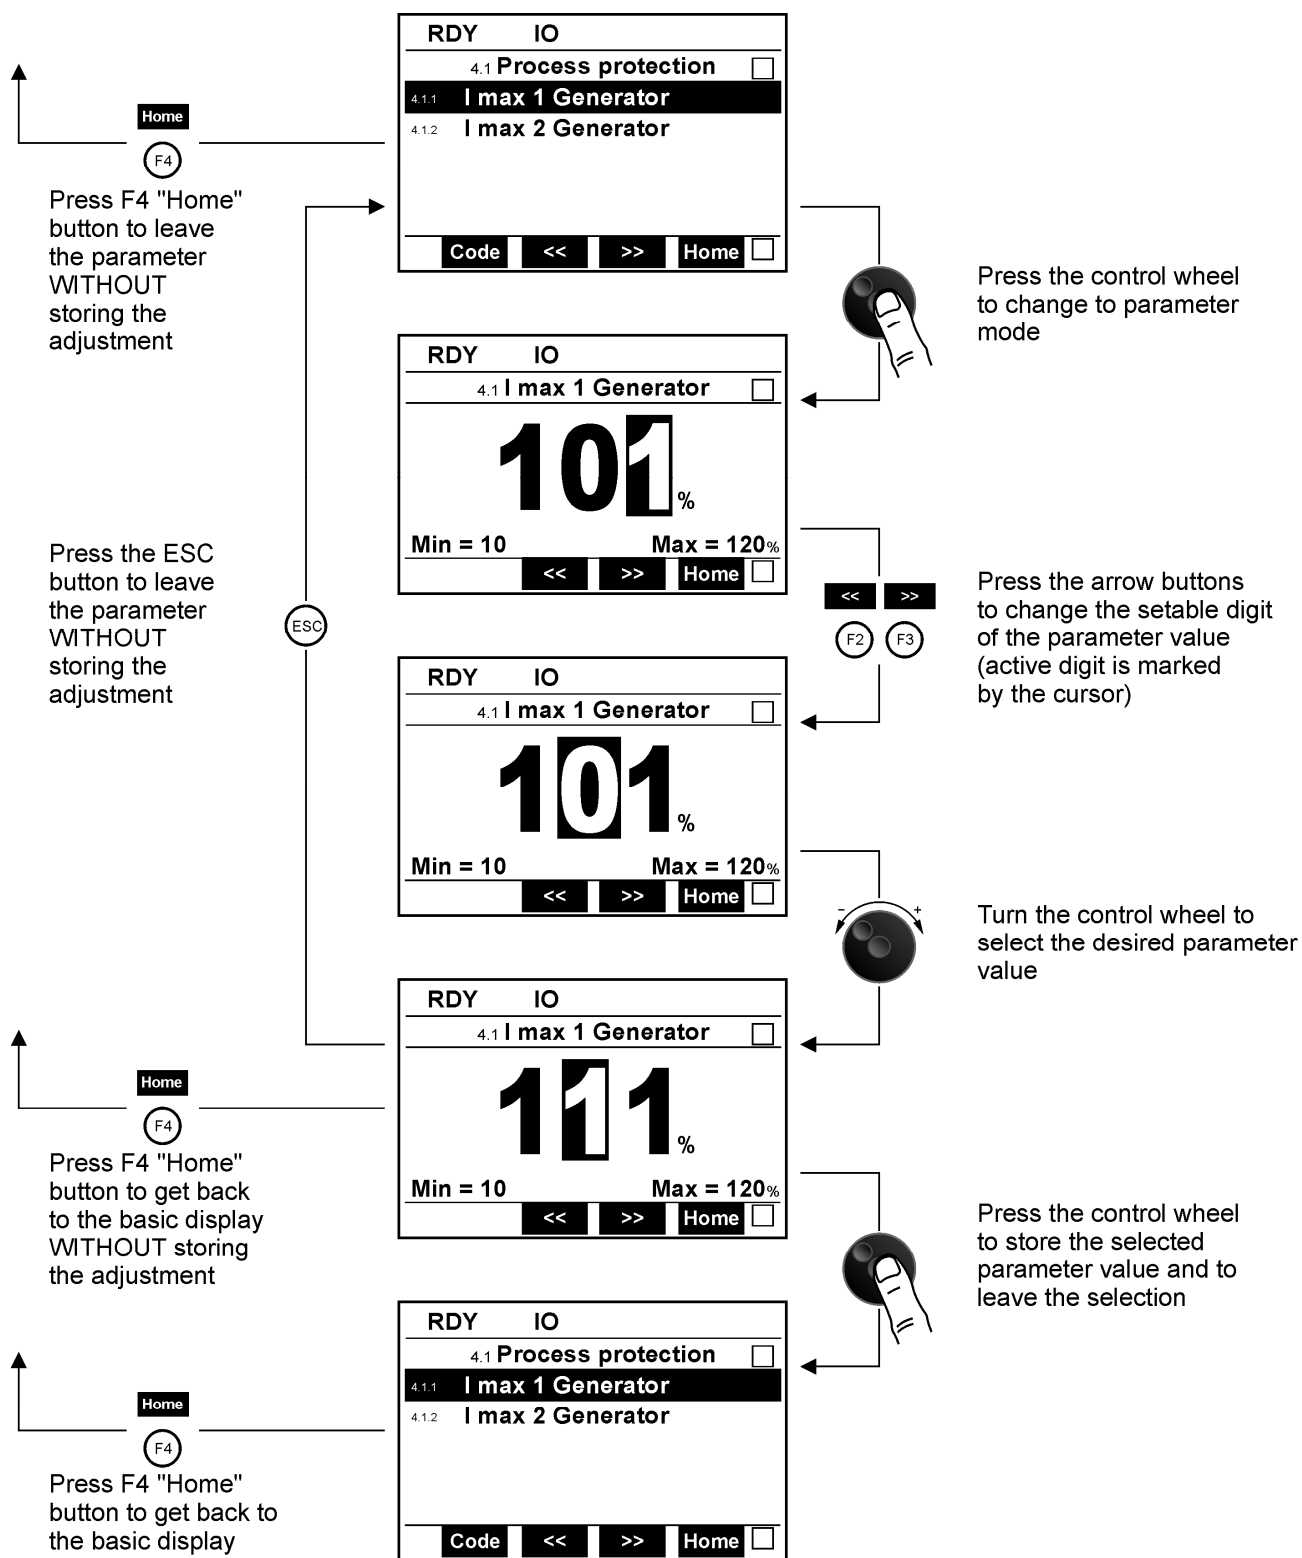 RDY IO
4.1 Process protection
4.1.1 I max 1 Generator
4.1.2 I max 2 Generator
Code << >> Home
Home
F4
Press F4 "Home"
button to leave
the parameter
WITHOUT
storing the
adjustment
Press the control wheel
to change to parameter
mode
RDY IO
4.1 I max 1 Generator
101 %
Min = 10 Max = 120%
<< >> Home
<< >>
F2 F3
Press the arrow buttons
to change the setable digit
of the parameter value
(active digit is marked
by the cursor)
Press the ESC
button to leave
the parameter
WITHOUT
storing the
adjustment
ESC
RDY IO
4.1 I max 1 Generator
101 %
Min = 10 Max = 120%
<< >> Home
- +
Turn the control wheel to
select the desired parameter
value
RDY IO
4.1 I max 1 Generator
111 %
Min = 10 Max = 120%
<< >> Home
Home
F4
Press F4 "Home"
button to get back
to the basic display
WITHOUT storing
the adjustment
Press the control wheel
to store the selected
parameter value and to
leave the selection
RDY IO
4.1 Process protection
4.1.1 I max 1 Generator
4.1.2 I max 2 Generator
Code << >> Home
Home
F4
Press F4 "Home"
button to get back to
the basic display